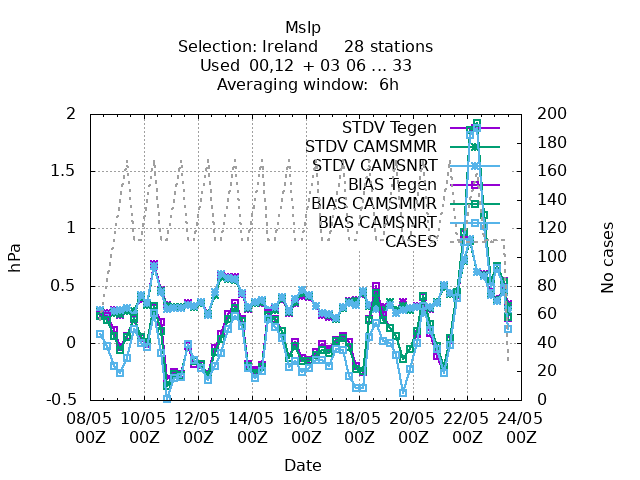 Mslp
Selection: Ireland 28 stations
Used 00,12 + 03 06 ... 33
Averaging window: 6h
STDV Tegen
STDV CAMSMMR
STDV CAMSNRT
BIAS Tegen
BIAS CAMSMMR
BIAS CAMSNRT
CASES
2
1.5
1
0.5
0
-0.5
hPa
200
180
160
140
120
100
80
60
40
20
0
No cases
08/05 10/05 12/05 14/05 16/05 18/05 20/05 22/05 24/05
00Z 00Z 00Z 00Z 00Z 00Z 00Z 00Z 00Z
Date